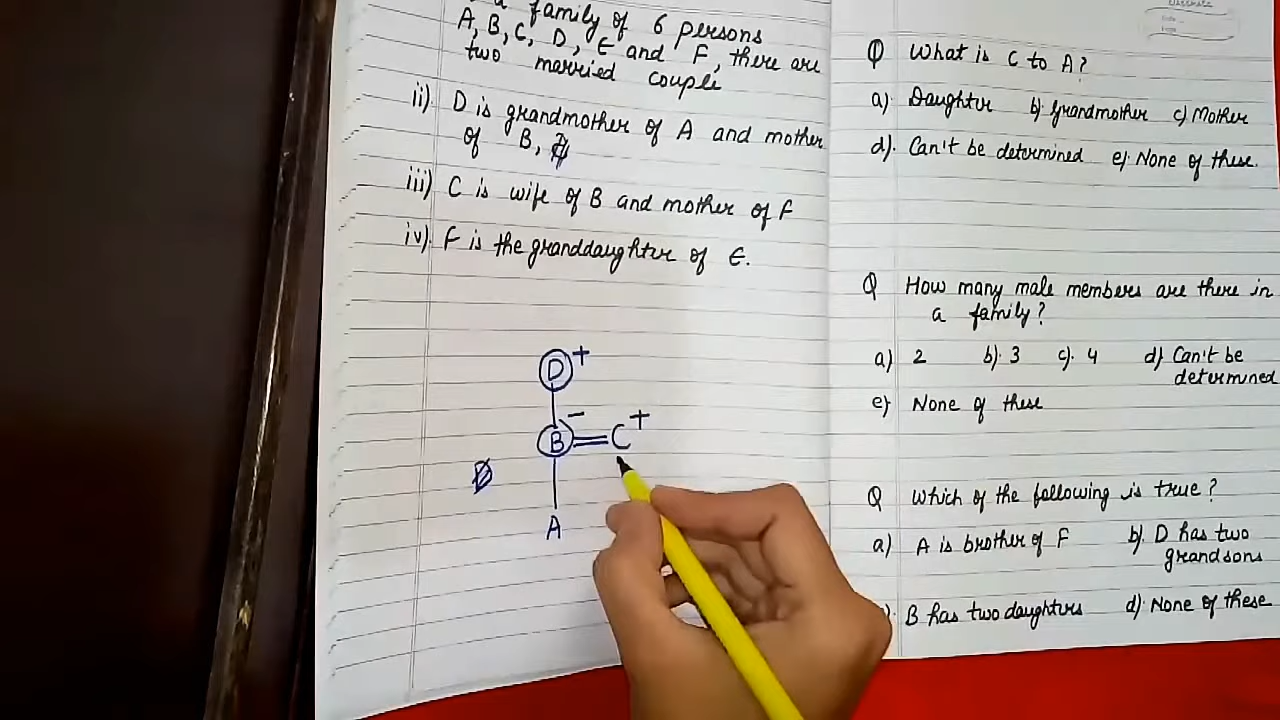 family of 6 persons
A, B, C, D, E and F, there are
two married couple
ii) D is grandmother of A and mother
of B,
iii) C is wife of B and mother of F
iv) F is the granddaughter of E.
D +
B - = C +
A
Q What is C to A?
a) Daughter b) Grandmother c) Mother
d) Can't be determined e) None of these.
Q How many male members are there in
a family?
a) 2 b) 3 c) 4 d) Can't be
determined
e) None of these
Q Which of the following is true?
a) A is brother of F b) D has two
grandsons
) B has two daughters d) None of these